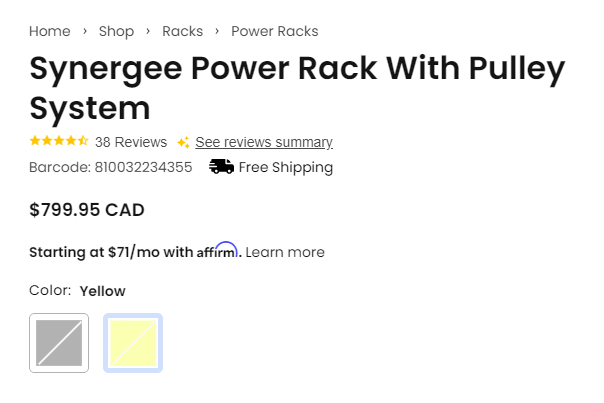 Home › Shop › Racks › Power Racks
Synergee Power Rack With Pulley
System
38 Reviews See reviews summary
Barcode: 810032234355 Free Shipping
$799.95 CAD
Starting at $71/mo with affirm. Learn more
Color: Yellow